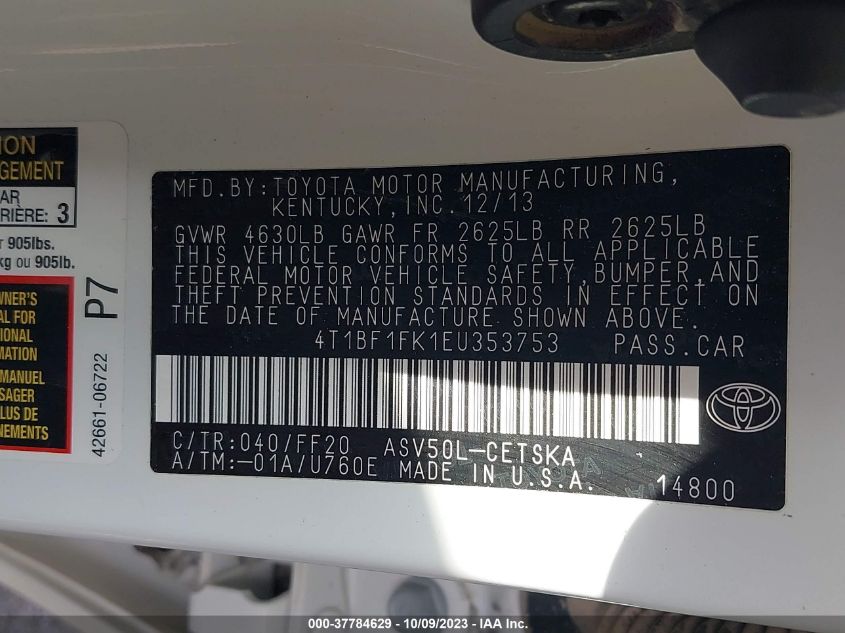 ION
GEMENT
AR
RIÈRE: 3
r 905lbs.
kg ou 905lb.
WNER'S
AL FOR
IONAL
MATION
MANUEL
SAGER
LUS DE
NEMENTS
P7
42661-06722
MFD.BY:TOYOTA MOTOR MANUFACTURING,
KENTUCKY,INC.12/13
GVWR 4630LB GAWR FR 2625LB RR 2625LB
THIS VEHICLE CONFORMS TO ALL APPLICABLE
FEDERAL MOTOR VEHICLE SAFETY,BUMPER,AND
THEFT PREVENTION STANDARDS IN EFFECT ON
THE DATE OF MANUFACTURE SHOWN ABOVE.
4T1BF1FK1EU353753 PASS.CAR
C/TR:040/FF20 ASV50L-CETSKA
A/TM:-01A/U760E MADE IN U.S.A. 14800
000-37784629 - 10/09/2023 - IAA Inc.